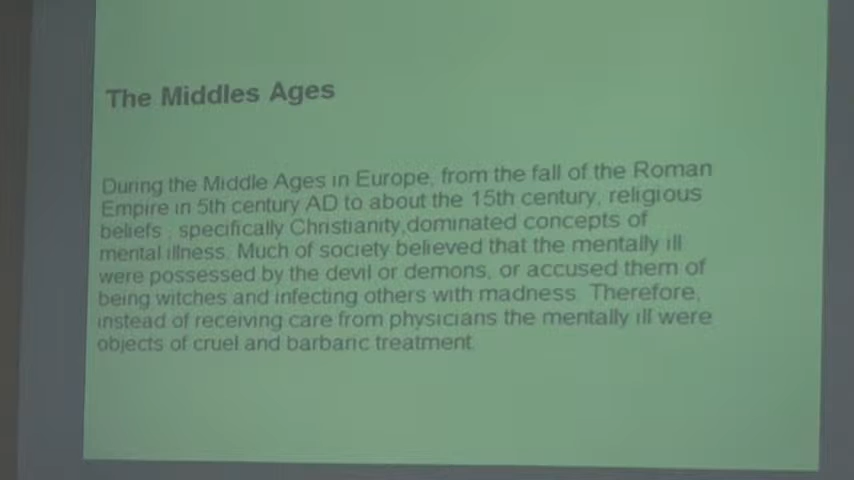 The Middles Ages
During the Middle Ages in Europe, from the fall of the Roman
Empire in 5th century AD to about the 15th century, religious
beliefs , specifically Christianity,dominated concepts of
mental illness. Much of society believed that the mentally ill
were possessed by the devil or demons, or accused them of
being witches and infecting others with madness. Therefore,
instead of receiving care from physicians the mentally ill were
objects of cruel and barbaric treatment.